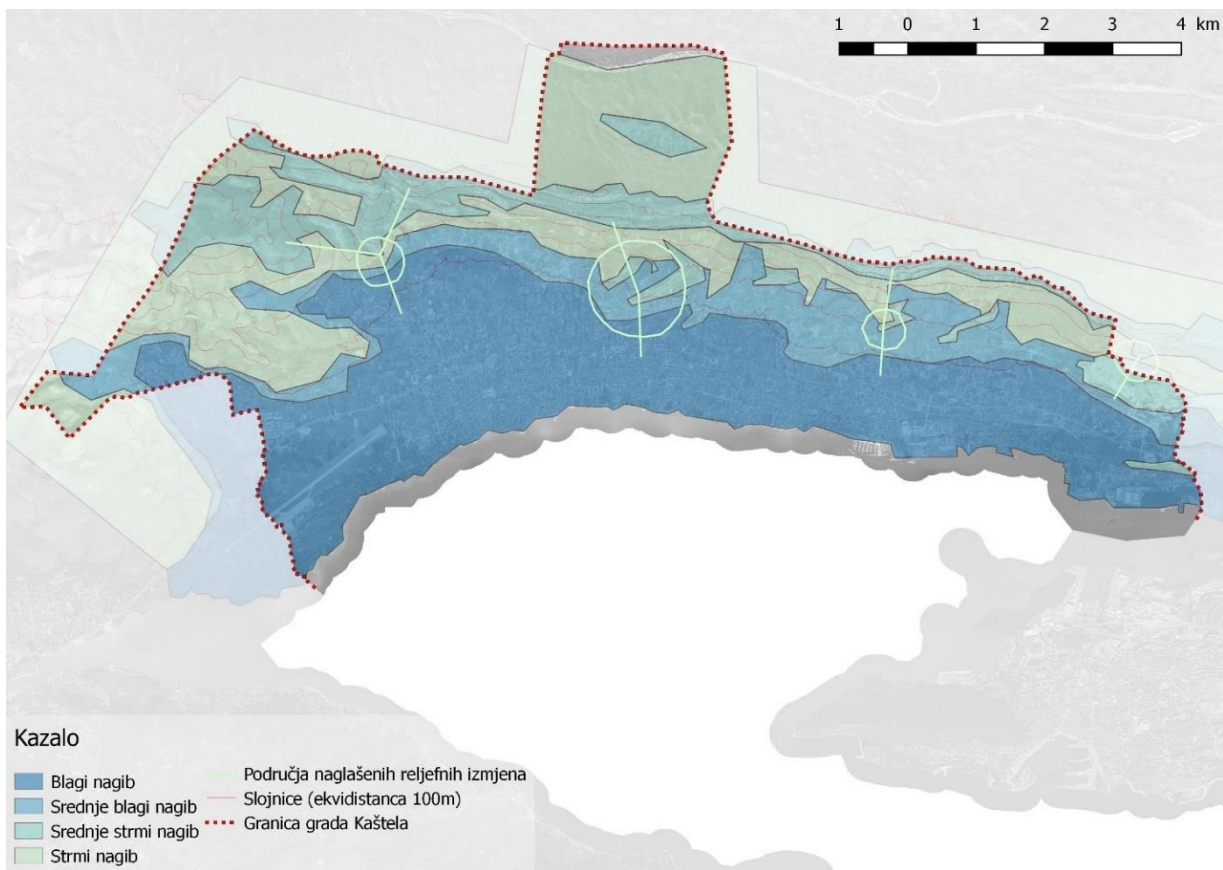 1 0 1 2 3 4 km
Kazalo
Blagi nagib
Srednje blagi nagib
Srednje strmi nagib
Strmi nagib
Područja naglašenih reljefnih izmjena
Slojnice (ekvidistanca 100m)
Granica grada Kaštela